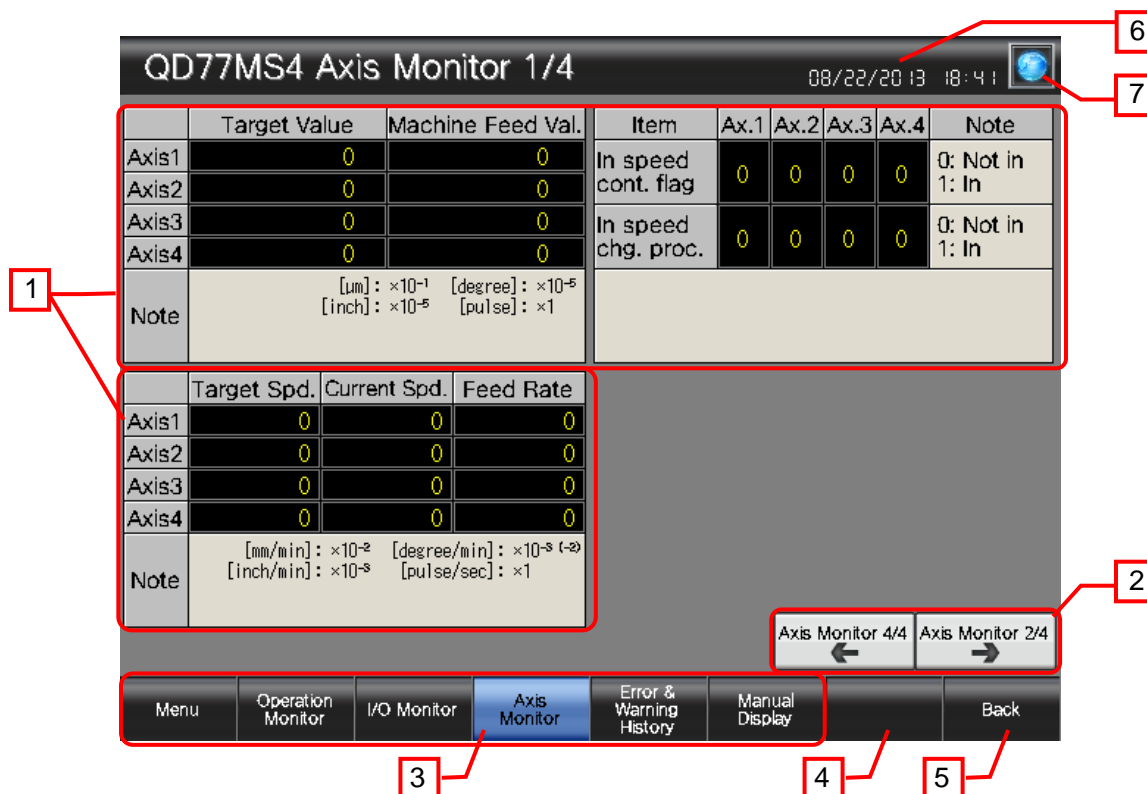 6
QD77MS4 Axis Monitor 1/4
08/22/2013 18:41
7
Target Value Machine Feed Val.
Axis1 0 0
Axis2 0 0
Axis3 0 0
Axis4 0 0
Note [μm]: ×10⁻¹ [degree]: ×10⁻⁵
[inch]: ×10⁻⁵ [pulse]: ×1
Item Ax.1 Ax.2 Ax.3 Ax.4 Note
In speed
cont. flag 0 0 0 0 0: Not in
1: In
In speed
chg. proc. 0 0 0 0 0: Not in
1: In
1
Target Spd. Current Spd. Feed Rate
Axis1 0 0 0
Axis2 0 0 0
Axis3 0 0 0
Axis4 0 0 0
Note [mm/min]: ×10⁻² [degree/min]: ×10⁻³ ⁽⁻²⁾
[inch/min]: ×10⁻³ [pulse/sec]: ×1
2
Axis Monitor 4/4 Axis Monitor 2/4
Menu
Operation
Monitor
I/O Monitor
Axis
Monitor
Error &
Warning
History
Manual
Display
Back
3 4 5